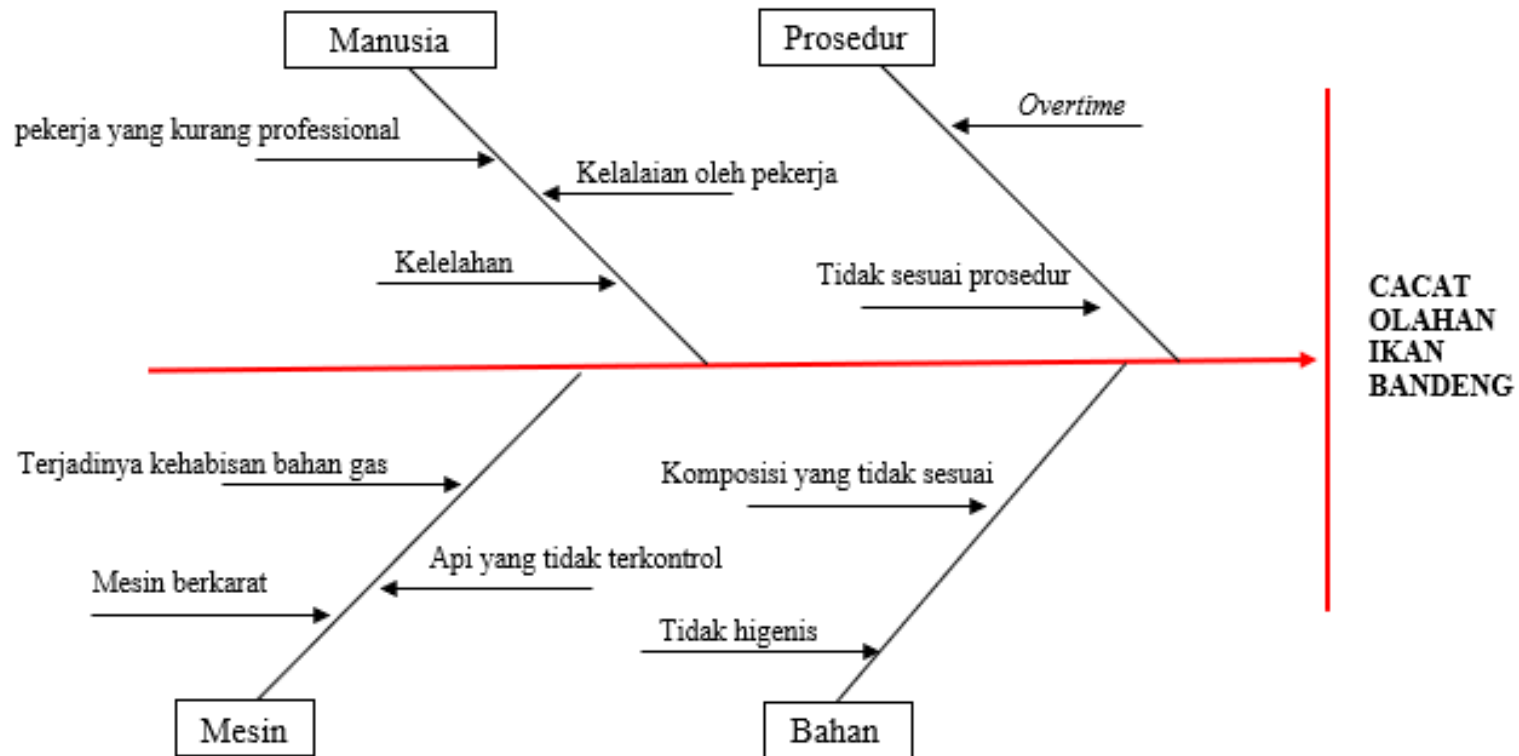 Manusia
Prosedur
Overtime
pekerja yang kurang professional
Kelalaian oleh pekerja
Kelelahan
Tidak sesuai prosedur
CACAT
OLAHAN
IKAN
BANDENG
Terjadinya kehabisan bahan gas
Komposisi yang tidak sesuai
Api yang tidak terkontrol
Mesin berkarat
Tidak higenis
Mesin
Bahan